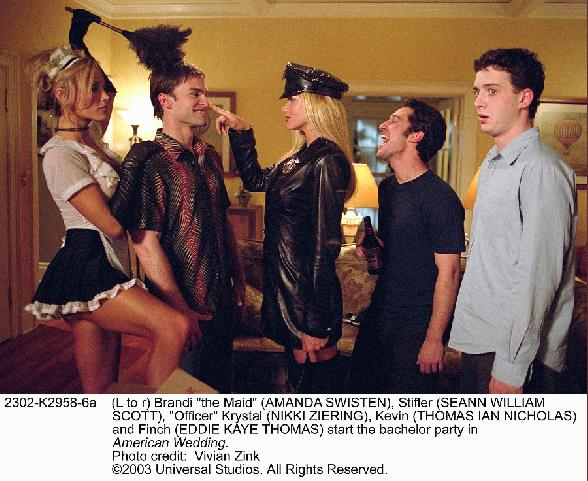 2302-K2958-6a (L to r) Brandi "the Maid" (AMANDA SWISTEN), Stifler (SEANN WILLIAM
SCOTT), "Officer" Krystal (NIKKI ZIERING), Kevin (THOMAS IAN NICHOLAS)
and Finch (EDDIE KAYE THOMAS) start the bachelor party in
American Wedding.
Photo credit: Vivian Zink
©2003 Universal Studios. All Rights Reserved.